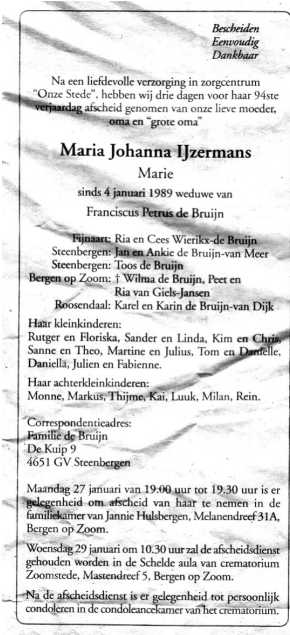 Bescheiden
Eenvoudig
Dankbaar
Na een liefdevolle verzorging in zorgcentrum
"Onze Stede", hebben wij drie dagen voor haar 94ste
verjaardag afscheid genomen van onze lieve moeder,
oma en "grote oma"
Maria Johanna IJzermans
Marie
sinds 4 januari 1989 weduwe van
Franciscus Petrus de Bruijn
Fijnaart: Ria en Cees Wierikx-de Bruijn
Steenbergen: Jan en Ankie de Bruijn-van Meer
Steenbergen: Toos de Bruijn
Bergen op Zoom: † Wilma de Bruijn, Peet en
Ria van Giels-Jansen
Roosendaal: Karel en Karin de Bruijn-van Dijk
Haar kleinkinderen:
Rutger en Floriska, Sander en Linda, Kim en Chris,
Sanne en Theo, Martine en Julius, Tom en Danielle,
Daniella, Julien en Fabienne.
Haar achterkleinkinderen:
Monne, Markus, Thijme, Kai, Luuk, Milan, Rein.
Correspondentieadres:
Familie de Bruijn
De Kuip 9
4651 GV Steenbergen
Maandag 27 januari van 19.00 uur tot 19.30 uur is er
gelegenheid om afscheid van haar te nemen in de
familiekamer van Jannie Hulsbergen, Melanendreef 31A,
Bergen op Zoom.
Woensdag 29 januari om 10.30 uur zal de afscheidsdienst
gehouden worden in de Schelde aula van crematorium
Zoomstede, Mastendreef 5, Bergen op Zoom.
Na de afscheidsdienst is er gelegenheid tot persoonlijk
condoleren in de condoleancekamer van het crematorium.